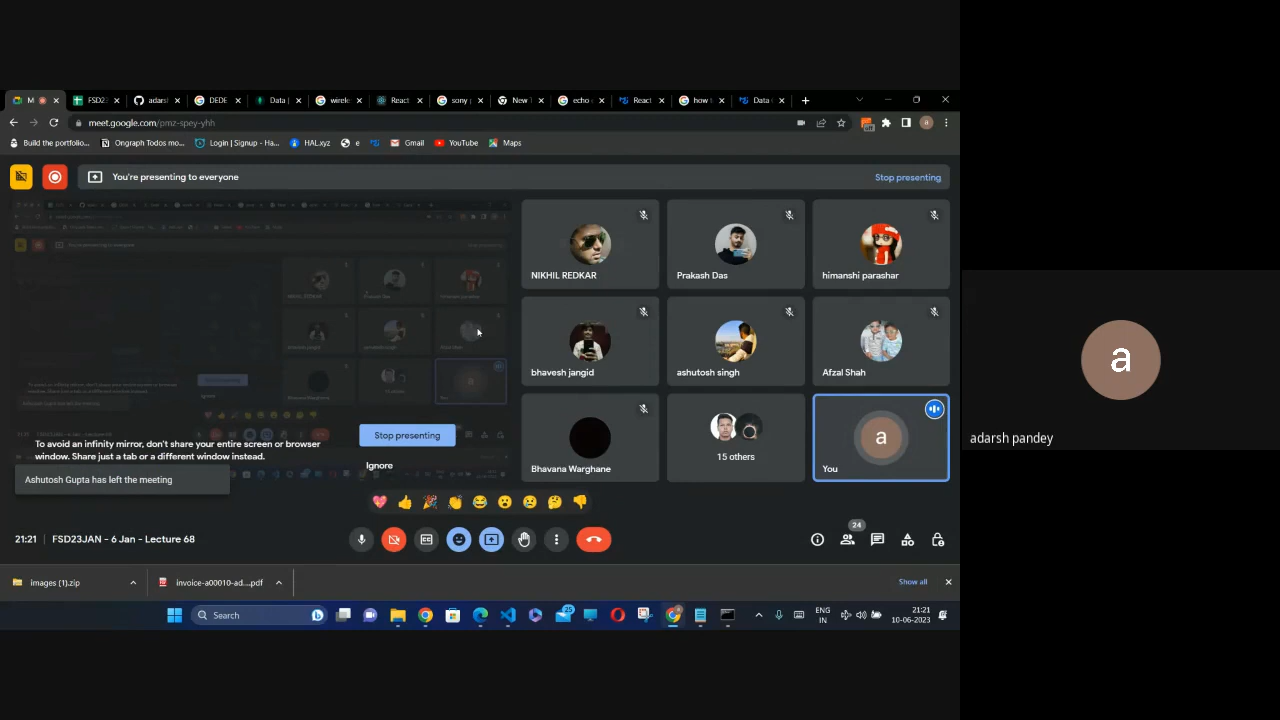 M
FSD2:
adarsh
DEDE
Data |
wirele
React
sony p
New T
echo
React
how t
Data
meet.google.com/pmz-spey-yhh
a
Build the portfolio...
Ongraph Todos mo...
Login | Signup - Ha...
HAL.xyz
e
Gmail
YouTube
Maps
You're presenting to everyone
Stop presenting
NIKHIL REDKAR
Prakash Das
himanshi parashar
bhavesh jangid
ashutosh singh
Afzal Shah
Bhavana Warghane
15 others
a
You
To avoid an infinity mirror, don't share your entire screen or browser
window. Share just a tab or a different window instead.
Stop presenting
Ignore
Ashutosh Gupta has left the meeting
21:21 | FSD23JAN - 6 Jan - Lecture 68
24
images (1).zip
invoice-a00010-ad....pdf
Show all
Search
25
ENG
IN
21:21
10-06-2023
a
adarsh pandey